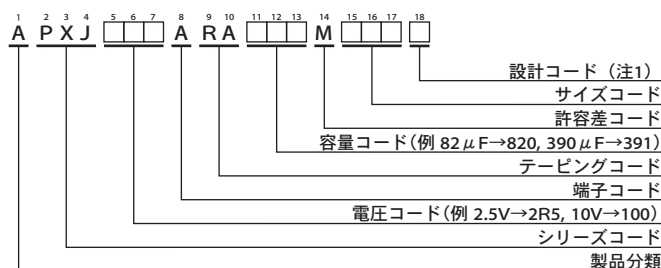 1 2 3 4 5 6 7 8 9 10 11 12 13 14 15 16 17 18
A PXJ □□□ A RA □□□ M □□□ □
設計コード（注1）
サイズコード
許容差コード
容量コード(例 82μF→820, 390μF→391)
テーピングコード
端子コード
電圧コード(例 2.5V→2R5, 10V→100)
シリーズコード
製品分類